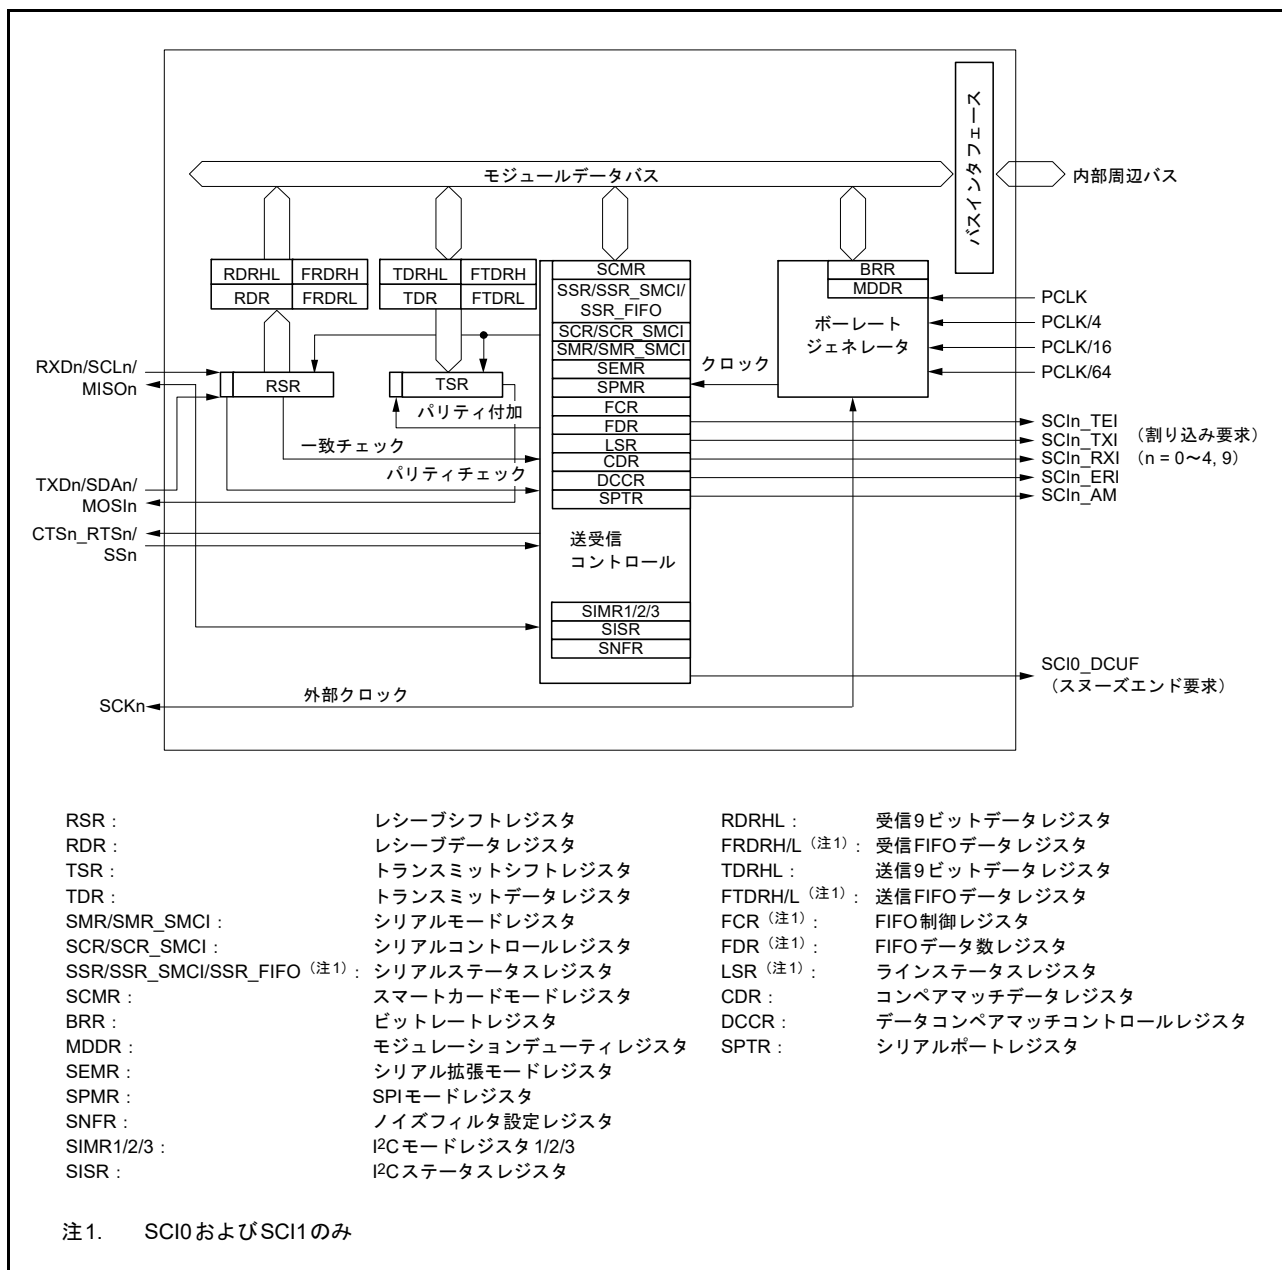 バスインタフェース
モジュールデータバス
内部周辺バス
RDRHL FRDRH
RDR FRDRL
TDRHL FTDRH
TDR FTDRL
SCMR
SSR/SSR_SMCI/
SSR_FIFO
SCR/SCR_SMCI
SMR/SMR_SMCI
SEMR
SPMR
FCR
FDR
LSR
CDR
DCCR
SPTR
送受信
コントロール
SIMR1/2/3
SISR
SNFR
BRR
MDDR
ボーレート
ジェネレータ
クロック
PCLK
PCLK/4
PCLK/16
PCLK/64
RXDn/SCLn/
MISOn
RSR
TSR
パリティ付加
一致チェック
パリティチェック
TXDn/SDAn/
MOSIn
CTSn_RTSn/
SSn
SCIn_TEI
SCIn_TXI (割り込み要求)
SCIn_RXI (n = 0～4, 9)
SCIn_ERI
SCIn_AM
SCI0_DCUF
(スヌーズエンド要求)
外部クロック
SCKn
RSR : レシーブシフトレジスタ
RDR : レシーブデータレジスタ
TSR : トランスミットシフトレジスタ
TDR : トランスミットデータレジスタ
SMR/SMR_SMCI : シリアルモードレジスタ
SCR/SCR_SMCI : シリアルコントロールレジスタ
SSR/SSR_SMCI/SSR_FIFO (注1) : シリアルステータスレジスタ
SCMR : スマートカードモードレジスタ
BRR : ビットレートレジスタ
MDDR : モジュレーションデューティレジスタ
SEMR : シリアル拡張モードレジスタ
SPMR : SPIモードレジスタ
SNFR : ノイズフィルタ設定レジスタ
SIMR1/2/3 : I2Cモードレジスタ1/2/3
SISR : I2Cステータスレジスタ
RDRHL : 受信9ビットデータレジスタ
FRDRH/L (注1) : 受信FIFOデータレジスタ
TDRHL : 送信9ビットデータレジスタ
FTDRH/L (注1) : 送信FIFOデータレジスタ
FCR (注1) : FIFO制御レジスタ
FDR (注1) : FIFOデータ数レジスタ
LSR (注1) : ラインステータスレジスタ
CDR : コンペアマッチデータレジスタ
DCCR : データコンペアマッチコントロールレジスタ
SPTR : シリアルポートレジスタ
注1. SCI0およびSCI1のみ